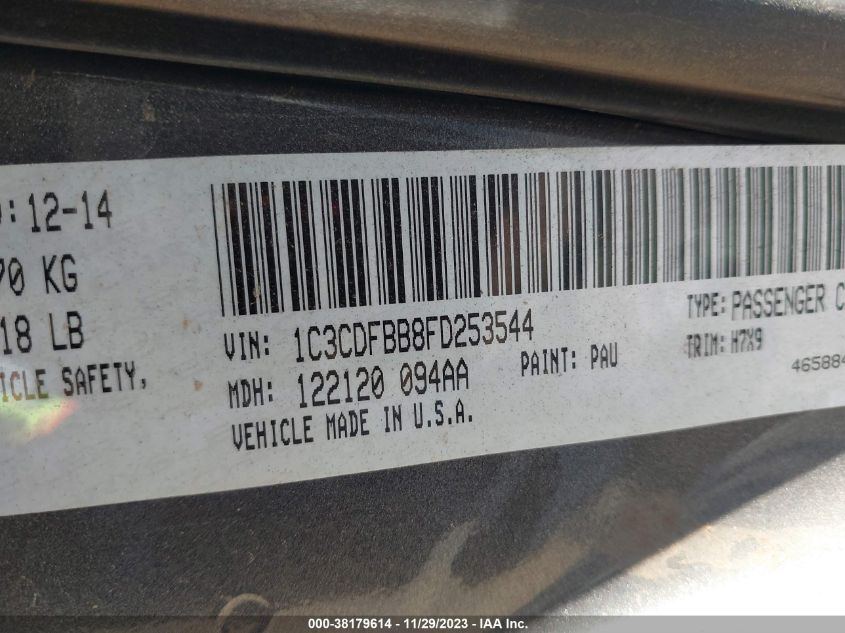 : 12-14
70 KG
18 LB
VEHICLE SAFETY,
VIN: 1C3CDFBB8FD253544
MDH: 122120 094AA
PAINT: PAU
VEHICLE MADE IN U.S.A.
TYPE: PASSENGER C
TRIM: H7X9
46588
000-38179614 - 11/29/2023 - IAA Inc.